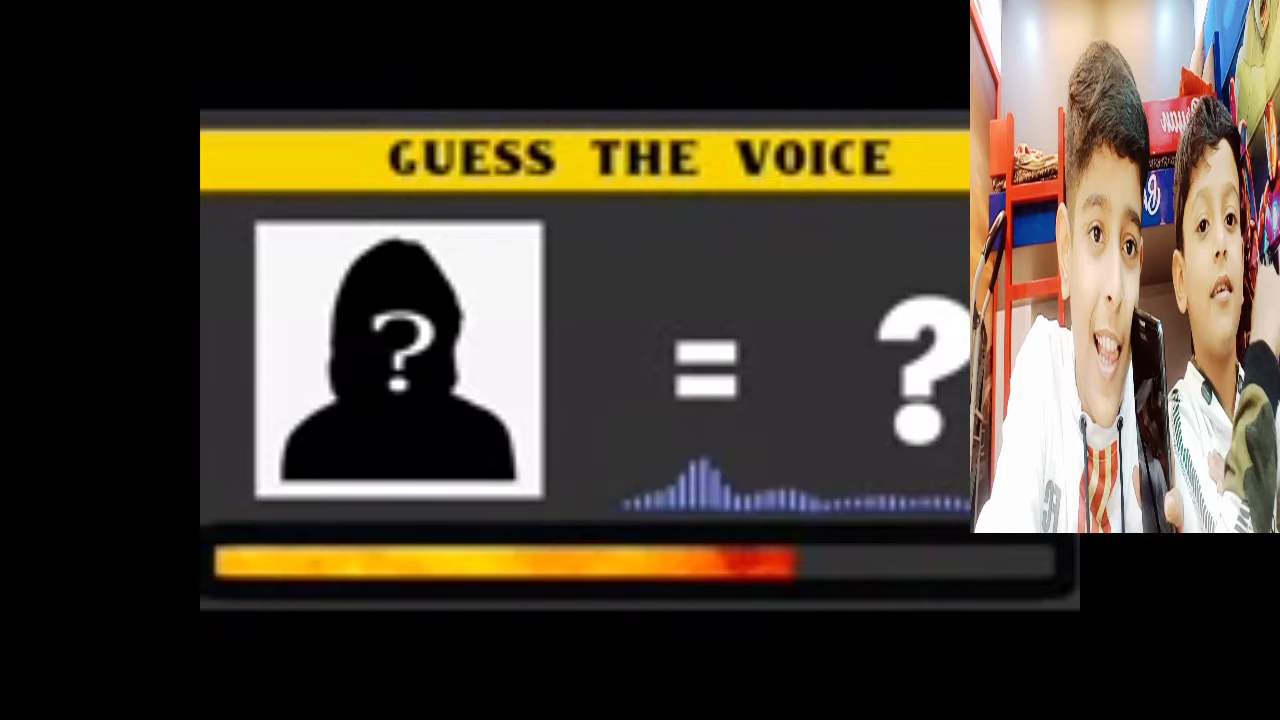 GUESS THE VOICE
?
= ?